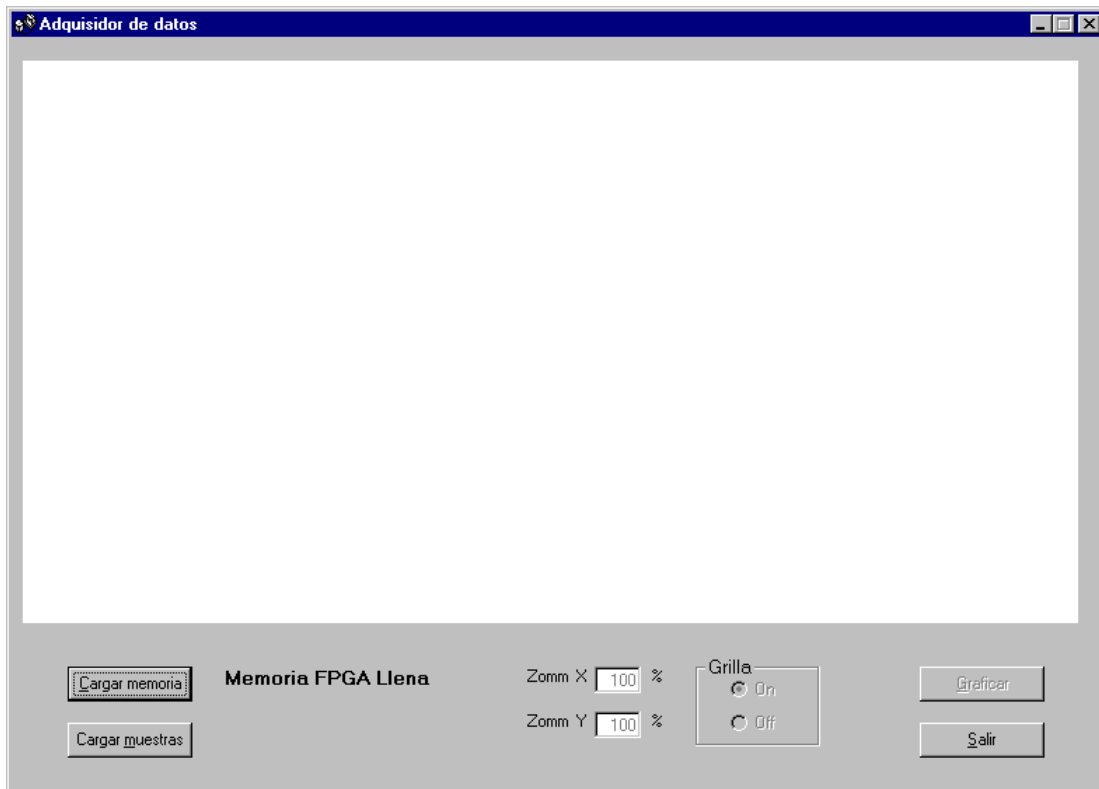 Adquisidor de datos
Cargar memoria
Memoria FPGA Llena
Zomm X 100 %
Grilla
On
Graficar
Cargar muestras
Zomm Y 100 %
Off
Salir